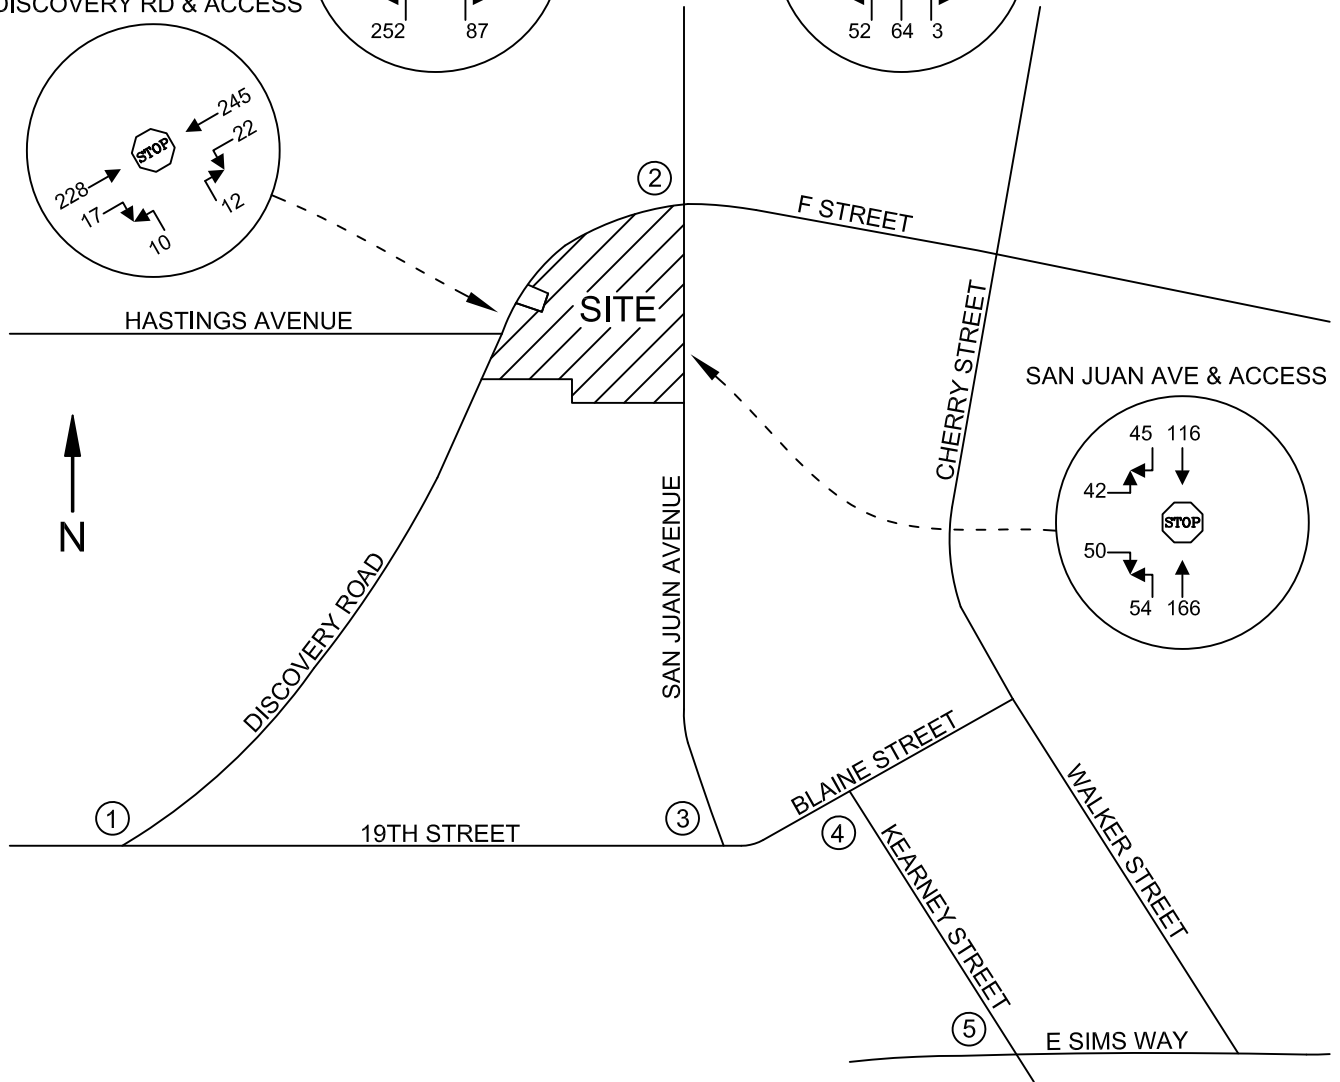 DISCOVERY RD & ACCESS
252 87
52 64 3
245
22
STOP
228
17
12
10
2
F STREET
SITE
HASTINGS AVENUE
CHERRY STREET
SAN JUAN AVE & ACCESS
45 116
42
STOP
50
54 166
N
SAN JUAN AVENUE
DISCOVERY ROAD
BLAINE STREET
WALKER STREET
1
19TH STREET
3
4
KEARNEY STREET
5
E SIMS WAY